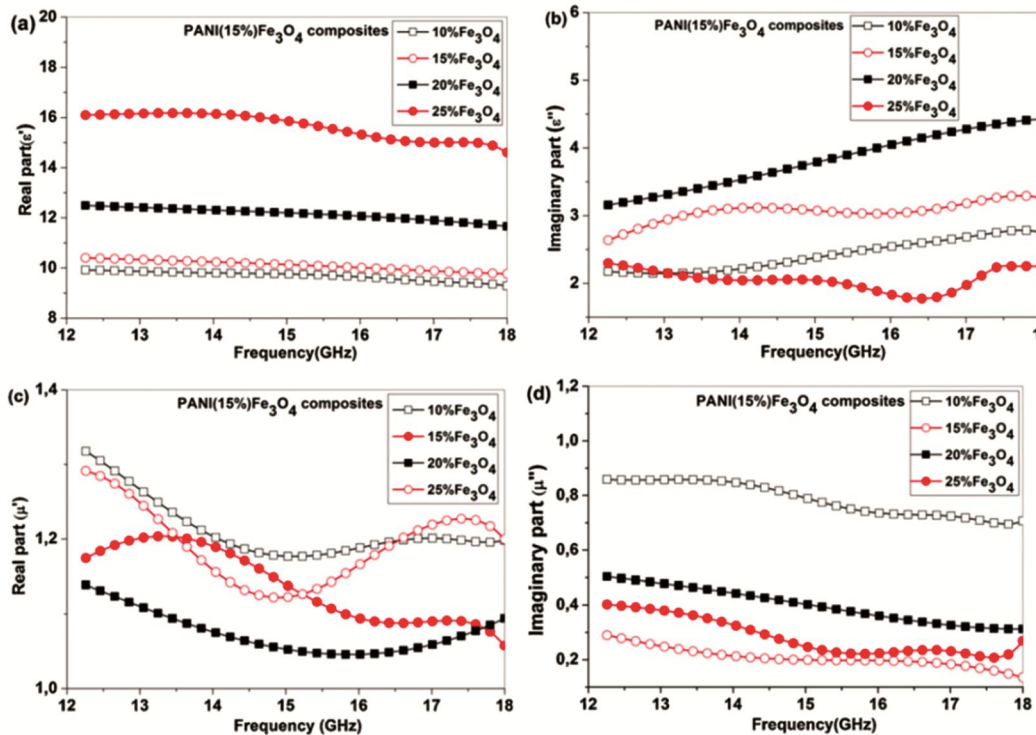 (a)
PANI(15%)Fe3O4 composites
10%Fe3O4
15%Fe3O4
20%Fe3O4
25%Fe3O4
Real part(ε')
20
18
16
14
12
10
8
12 13 14 15 16 17 18
Frequency(GHz)
(b)
PANI(15%)Fe3O4 composites
10%Fe3O4
15%Fe3O4
20%Fe3O4
25%Fe3O4
Imaginary part (ε'')
6
5
4
3
2
12 13 14 15 16 17
Frequency(GHz)
(c)
PANI(15%)Fe3O4 composites
10%Fe3O4
15%Fe3O4
20%Fe3O4
25%Fe3O4
Real part (μ')
1,4
1,2
1,0
12 13 14 15 16 17 18
Frequency (GHz)
(d)
PANI(15%)Fe3O4 composites
10%Fe3O4
15%Fe3O4
20%Fe3O4
25%Fe3O4
Imaginary part (μ'')
1,2
1,0
0,8
0,6
0,4
0,2
12 13 14 15 16 17 18
Frequency(GHz)